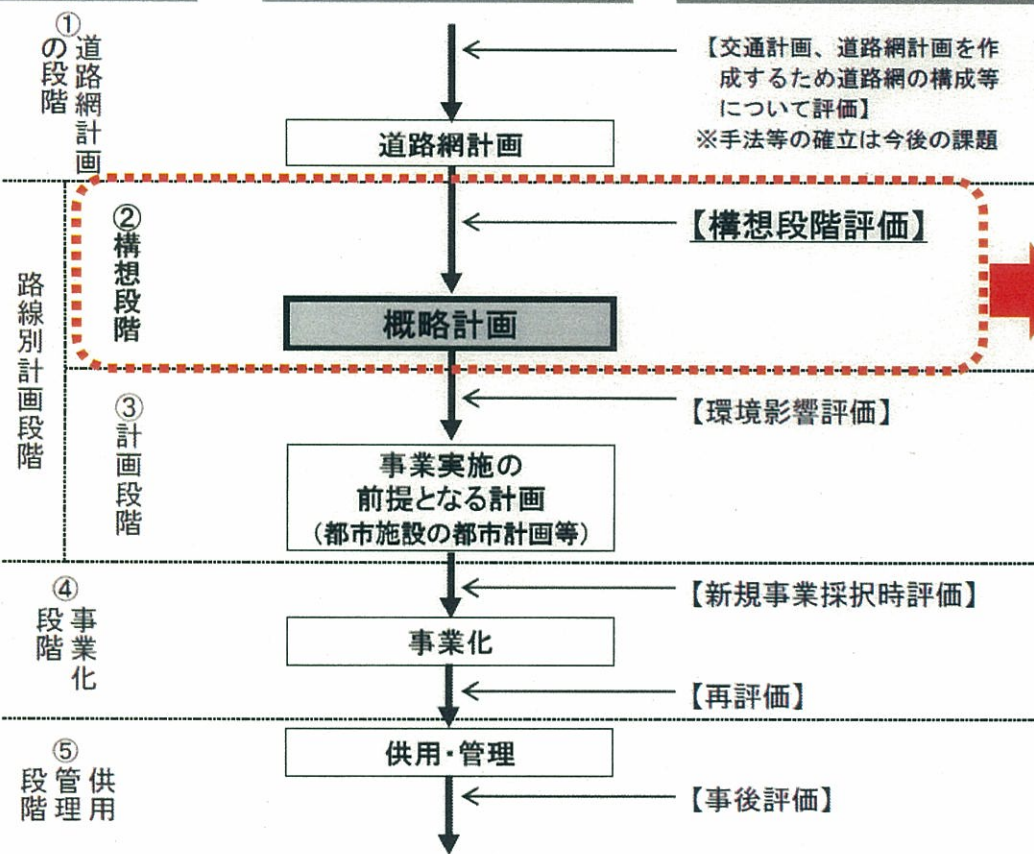 ①道路網計画
の段階
【交通計画、道路網計画を作
成するため道路網の構成等
について評価】
※手法等の確立は今後の課題
道路網計画
路線別計画段階
②構想段階
【構想段階評価】
概略計画
③計画段階
【環境影響評価】
事業実施の
前提となる計画
（都市施設の都市計画等）
④事業化
段階
【新規事業採択時評価】
事業化
【再評価】
⑤供用
管理
段階
供用・管理
【事後評価】